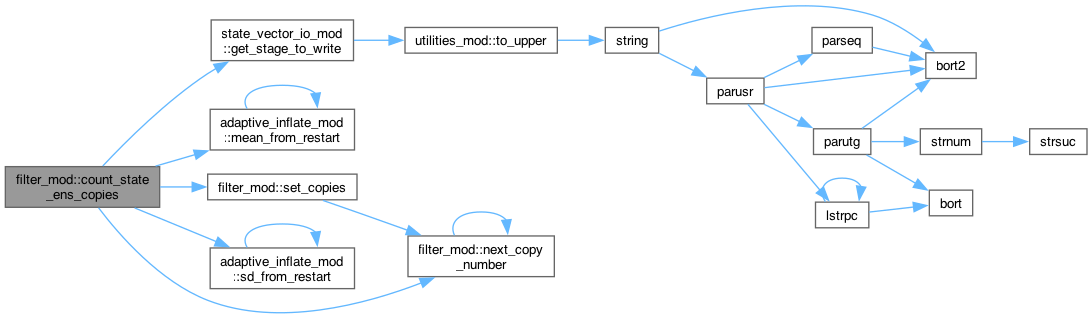 filter_mod::count_state
_ens_copies
state_vector_io_mod
::get_stage_to_write
utilities_mod::to_upper
string
bort2
parusr
parseq
parutg
strnum
strsuc
bort
lstrpc
adaptive_inflate_mod
::mean_from_restart
filter_mod::set_copies
filter_mod::next_copy
_number
adaptive_inflate_mod
::sd_from_restart